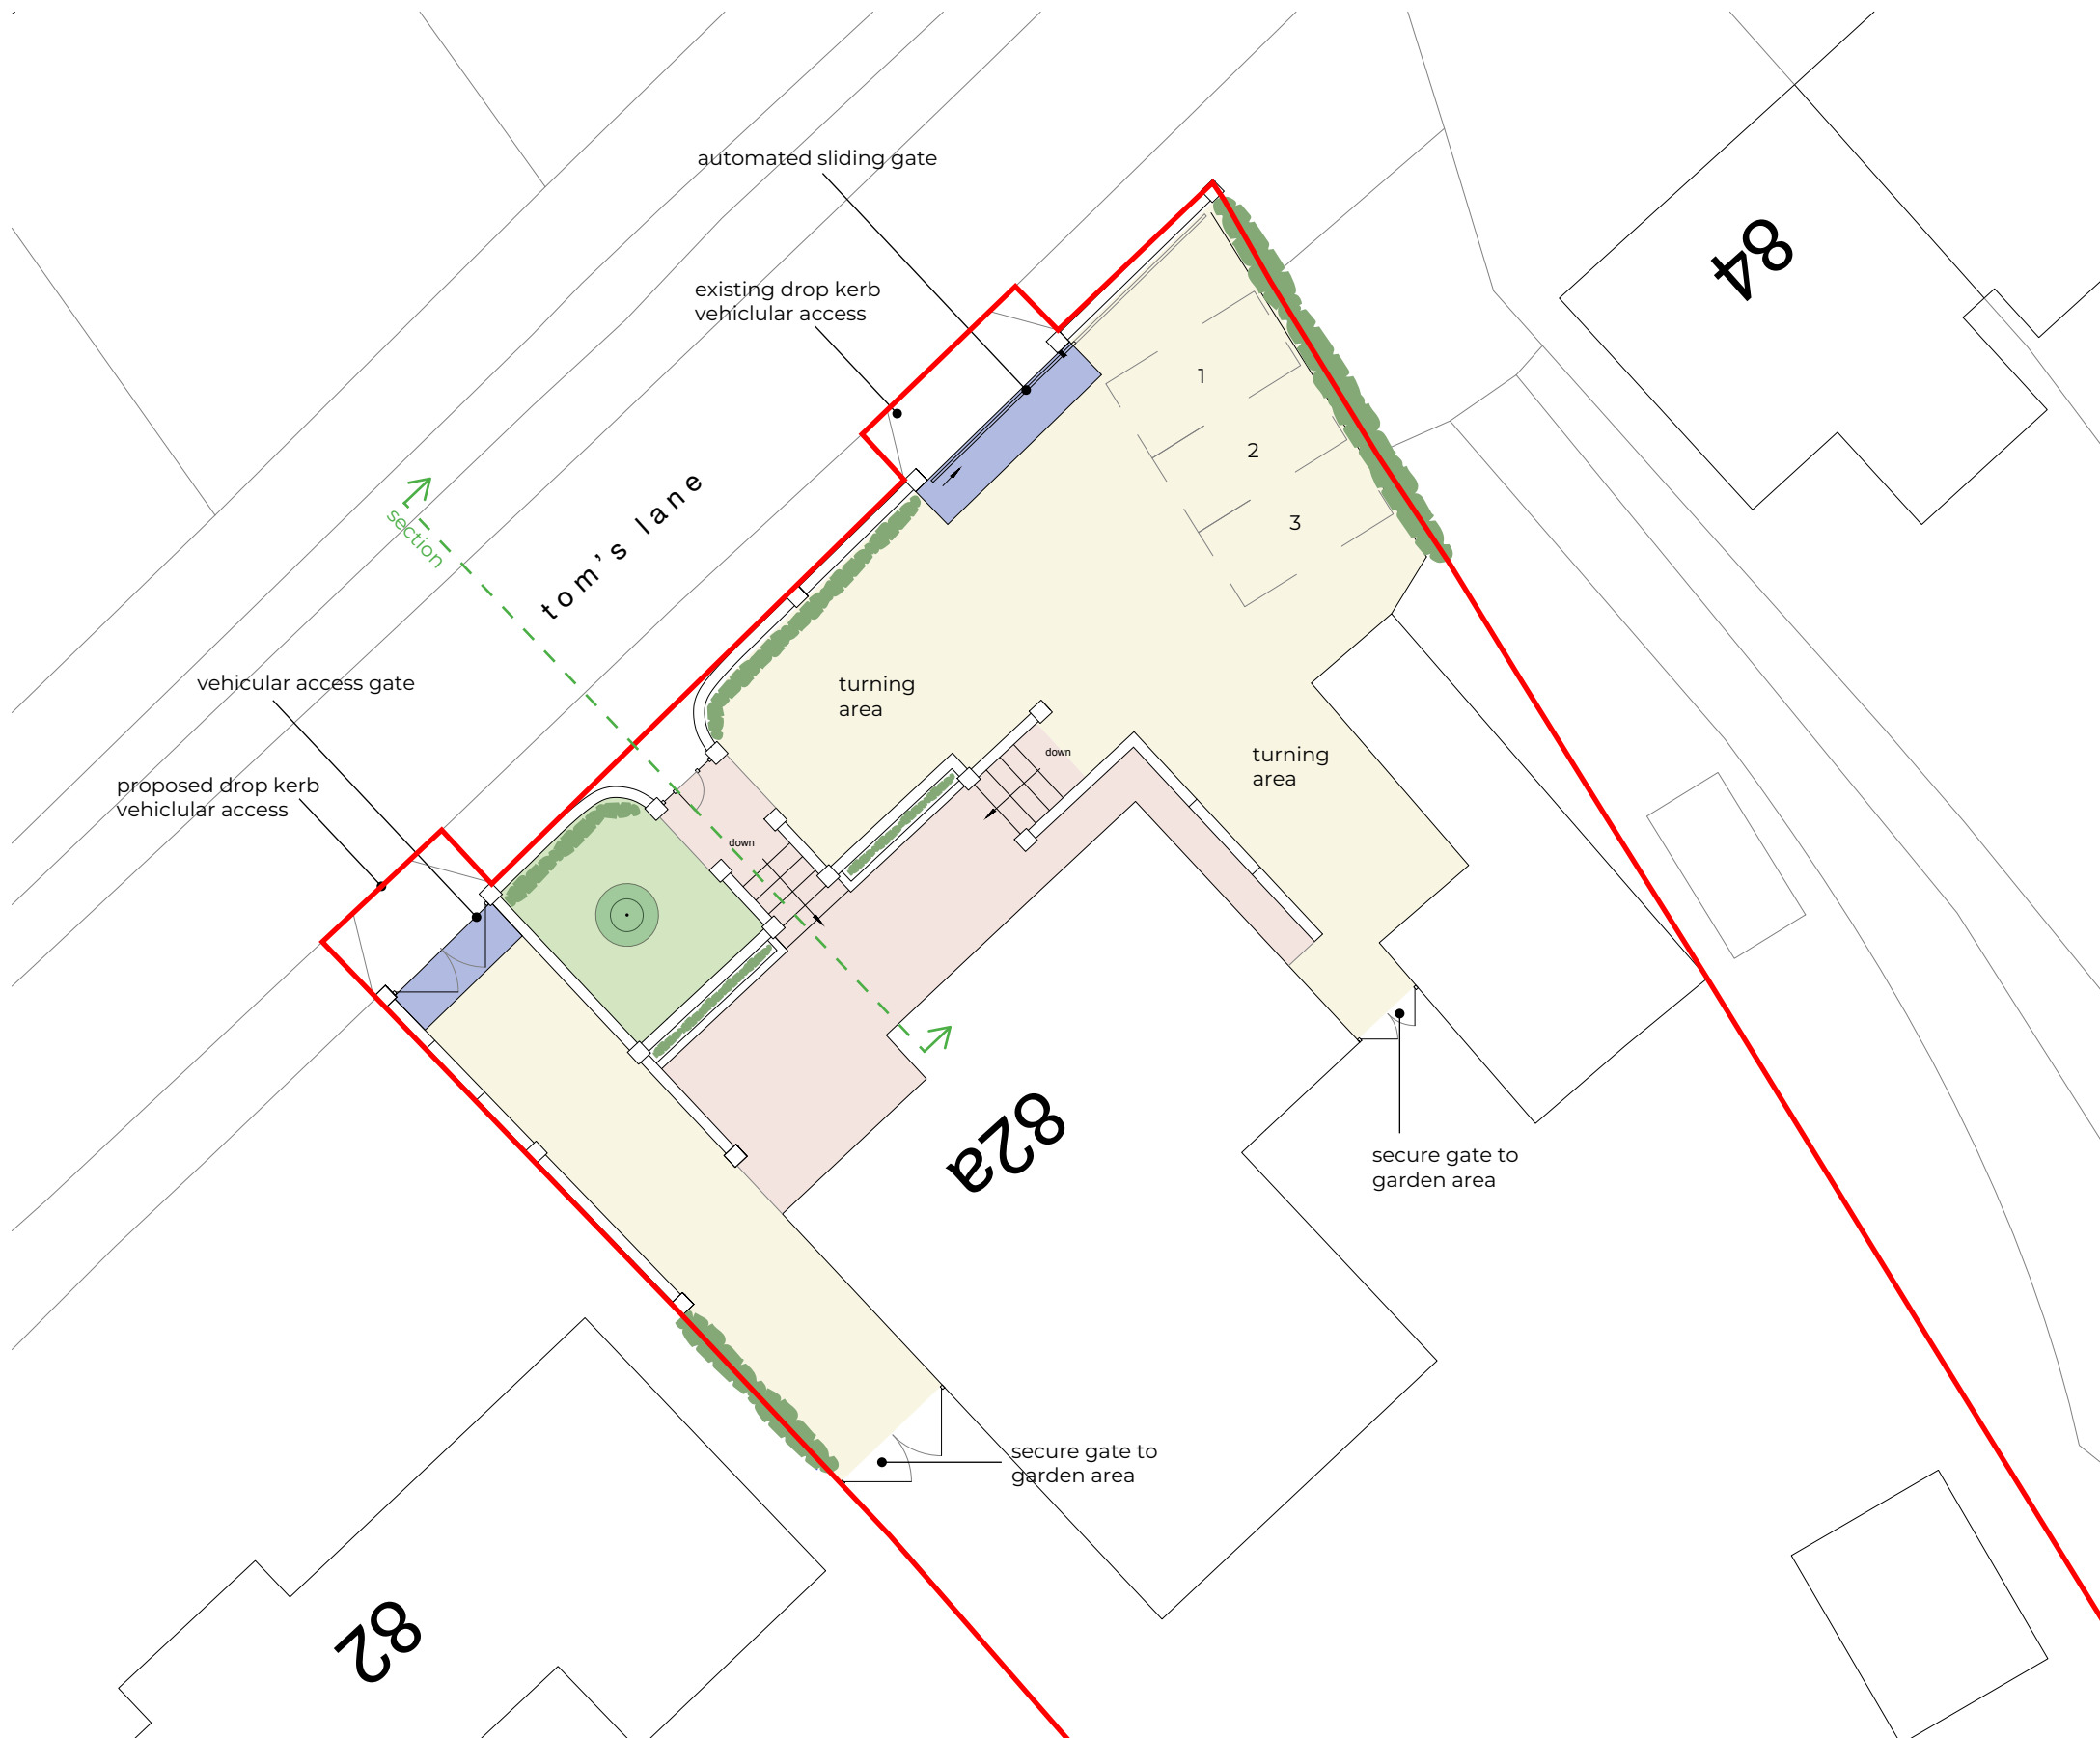 automated sliding gate
84
existing drop kerb
vehiclular access
1
2
3
section
tom's lane
vehicular access gate
turning
area
turning
area
down
proposed drop kerb
vehiclular access
down
82a
secure gate to
garden area
secure gate to
garden area
82